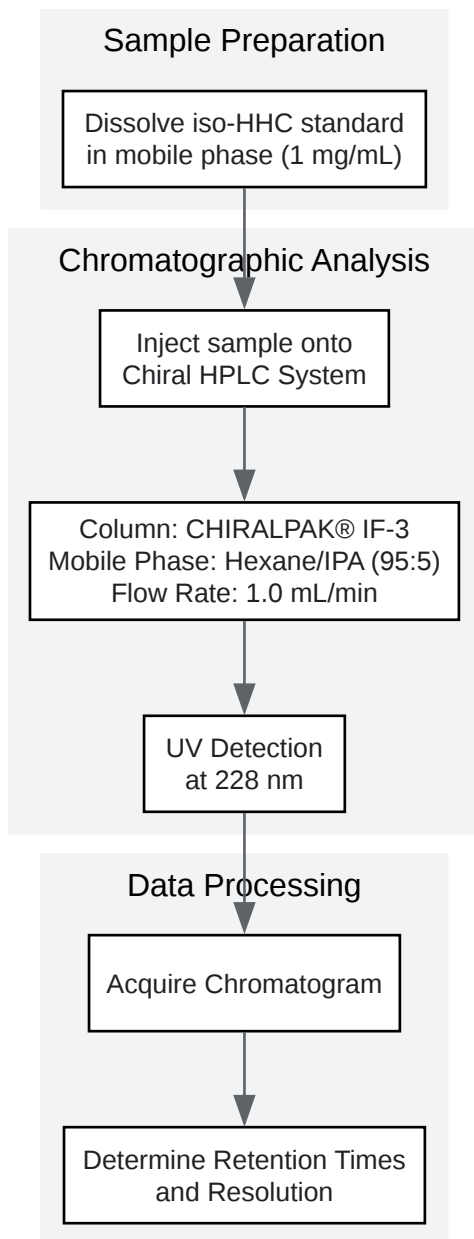 Sample Preparation
Dissolve iso-HHC standard
in mobile phase (1 mg/mL)
Chromatographic Analysis
Inject sample onto
Chiral HPLC System
Column: CHIRALPAK® IF-3
Mobile Phase: Hexane/IPA (95:5)
Flow Rate: 1.0 mL/min
UV Detection
at 228 nm
Data Processing
Acquire Chromatogram
Determine Retention Times
and Resolution